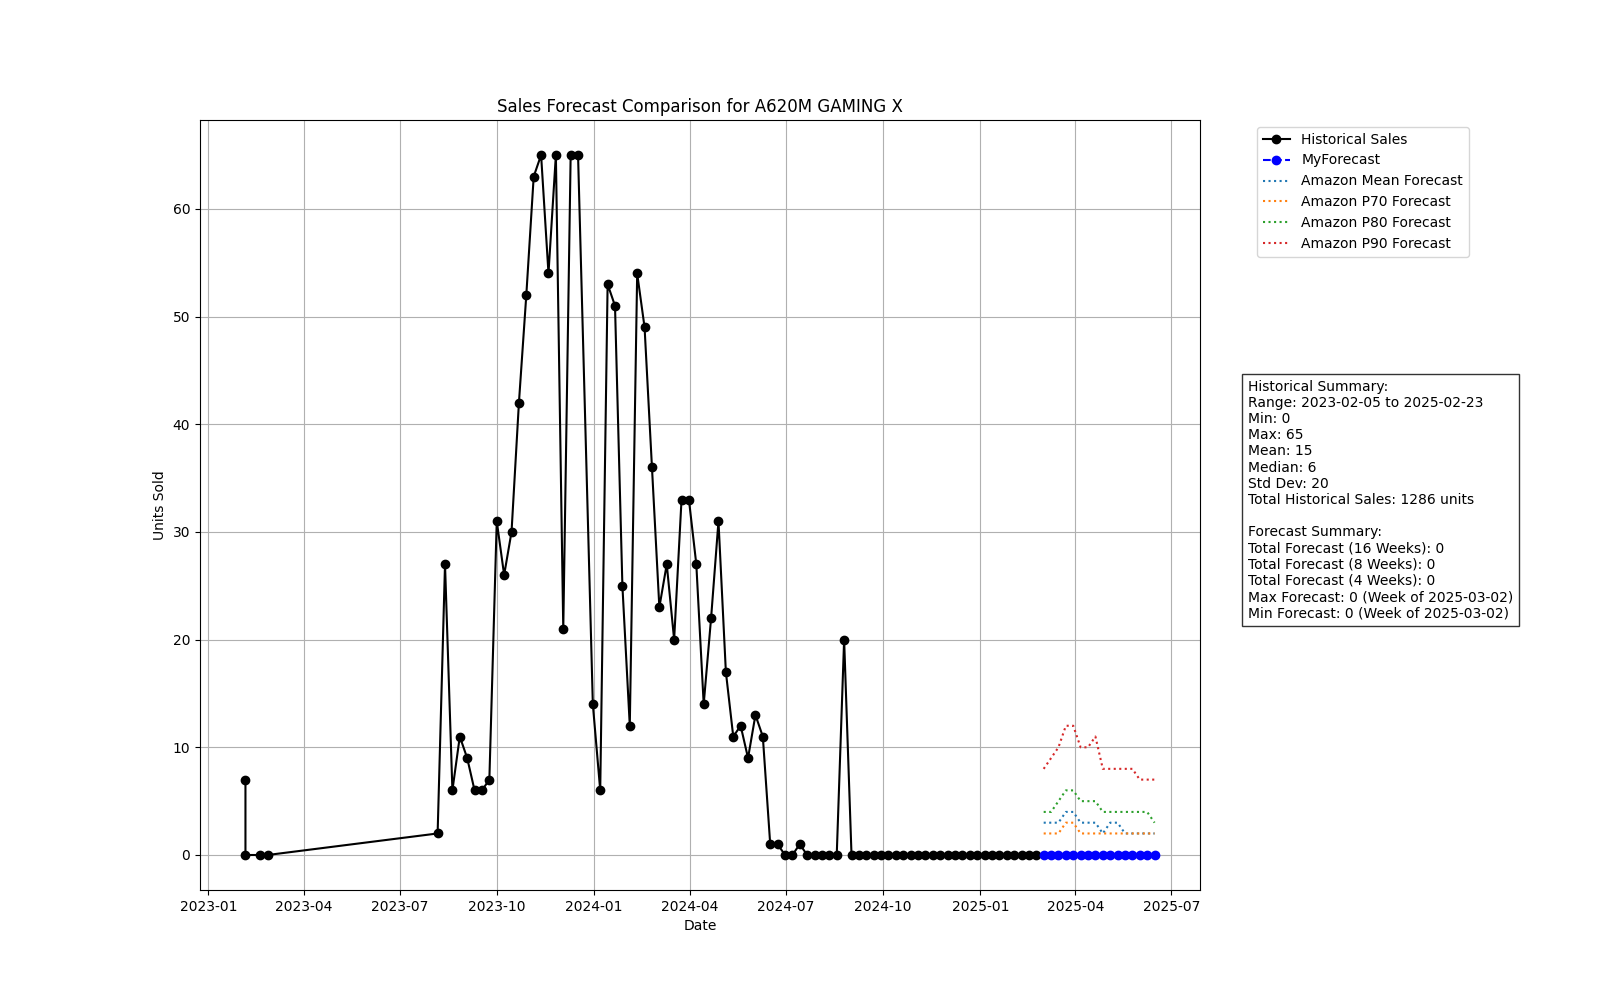 Sales Forecast Comparison for A620M GAMING X
Historical Sales
MyForecast
Amazon Mean Forecast
Amazon P70 Forecast
Amazon P80 Forecast
Amazon P90 Forecast
60
50
40
30
20
10
0
Units Sold
Historical Summary:
Range: 2023-02-05 to 2025-02-23
Min: 0
Max: 65
Mean: 15
Median: 6
Std Dev: 20
Total Historical Sales: 1286 units
Forecast Summary:
Total Forecast (16 Weeks): 0
Total Forecast (8 Weeks): 0
Total Forecast (4 Weeks): 0
Max Forecast: 0 (Week of 2025-03-02)
Min Forecast: 0 (Week of 2025-03-02)
2023-01 2023-04 2023-07 2023-10 2024-01 2024-04 2024-07 2024-10 2025-01 2025-04 2025-07
Date